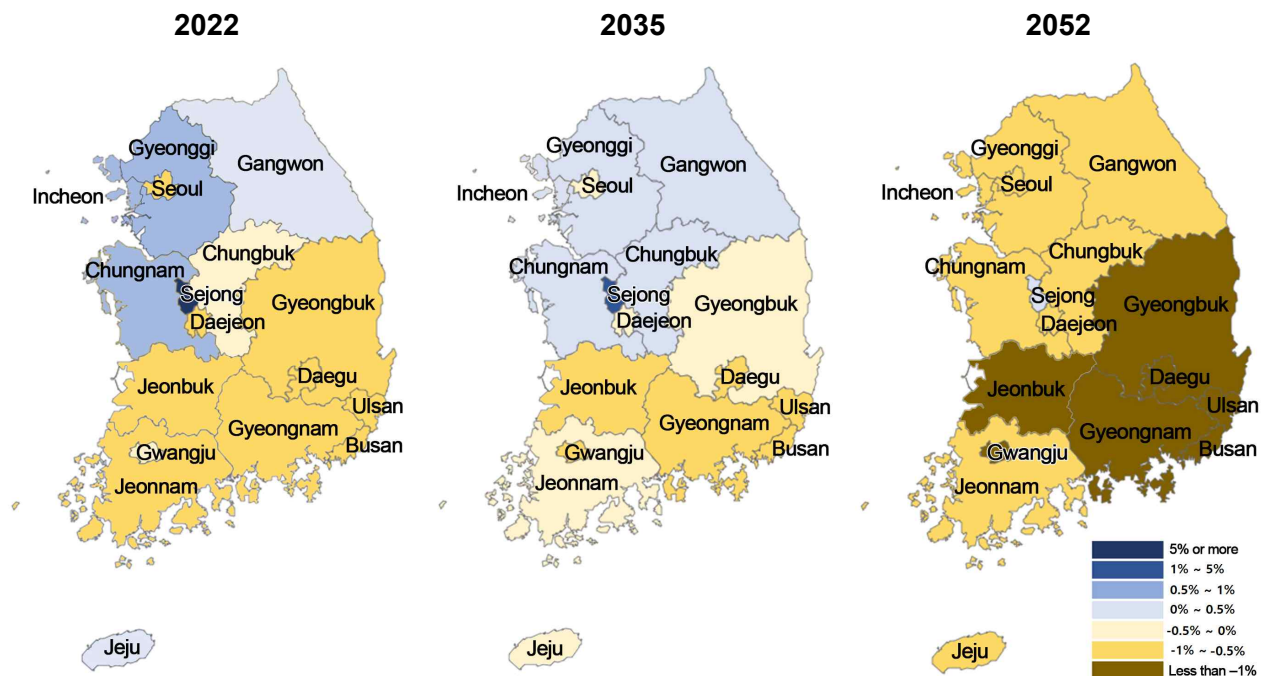 2022
2035
2052
Gyeonggi
Gangwon
Seoul
Incheon
Chungbuk
Chungnam
Sejong
Gyeongbuk
Daejeon
Jeonbuk
Daegu
Ulsan
Gyeongnam
Busan
Gwangju
Jeonnam
Jeju
Gyeonggi
Gangwon
Seoul
Incheon
Chungbuk
Chungnam
Sejong
Gyeongbuk
Daejeon
Jeonbuk
Daegu
Ulsan
Gyeongnam
Busan
Gwangju
Jeonnam
Jeju
Gyeonggi
Gangwon
Seoul
Incheon
Chungbuk
Chungnam
Sejong
Gyeongbuk
Daejeon
Jeonbuk
Daegu
Ulsan
Gyeongnam
Busan
Gwangju
Jeonnam
Jeju
5% or more
1% ~ 5%
0.5% ~ 1%
0% ~ 0.5%
-0.5% ~ 0%
-1% ~ -0.5%
Less than –1%